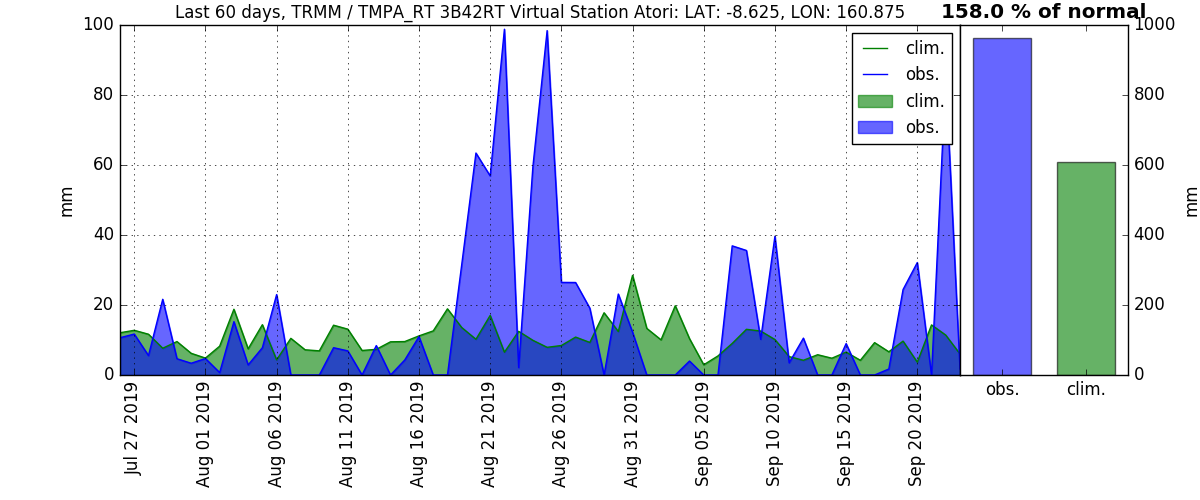 Last 60 days, TRMM / TMPA_RT 3B42RT Virtual Station Atori: LAT: -8.625, LON: 160.875
158.0 % of normal
100
80
60
40
20
0
mm
clim.
obs.
clim.
obs.
1000
800
600
400
200
0
mm
Jul 27 2019
Aug 01 2019
Aug 06 2019
Aug 11 2019
Aug 16 2019
Aug 21 2019
Aug 26 2019
Aug 31 2019
Sep 05 2019
Sep 10 2019
Sep 15 2019
Sep 20 2019
obs.
clim.